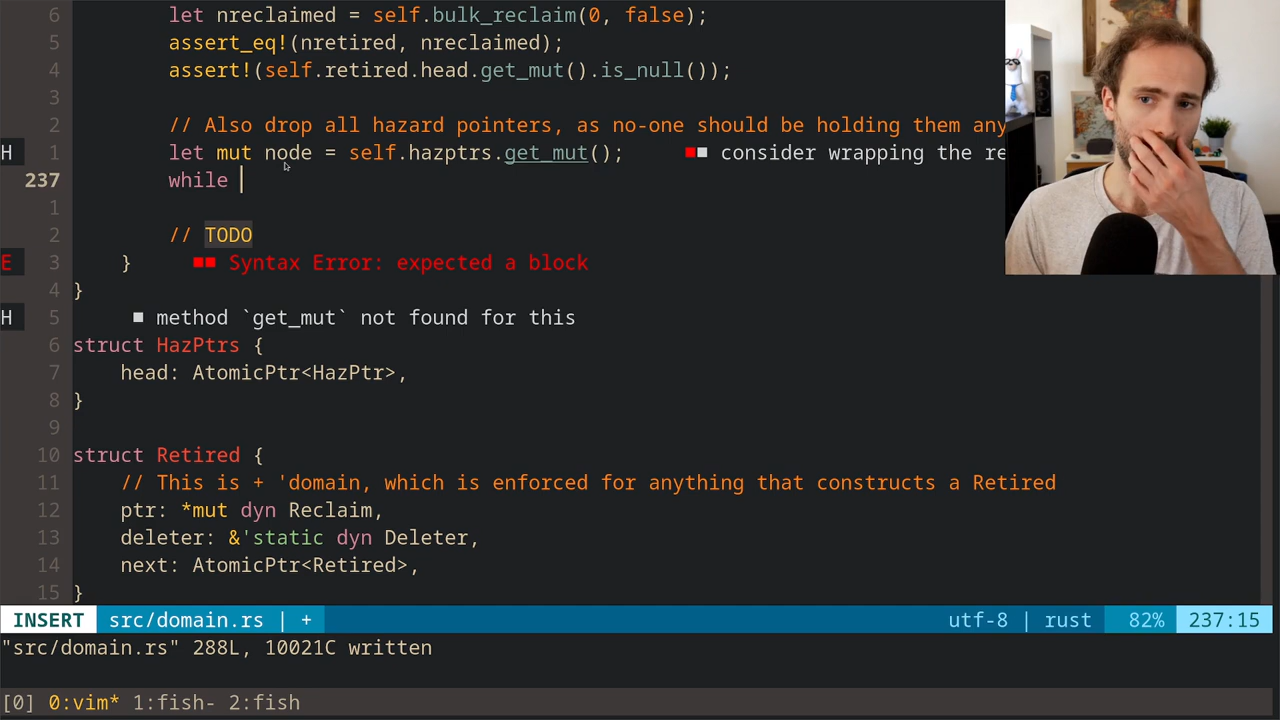 6 let nreclaimed = self.bulk_reclaim(0, false);
5 assert_eq!(nretired, nreclaimed);
4 assert!(self.retired.head.get_mut().is_null());
3
2 // Also drop all hazard pointers, as no-one should be holding them any
H 1 let mut node = self.hazptrs.get_mut(); ■■ consider wrapping the re
237 while
1
2 // TODO
E 3 } ■■ Syntax Error: expected a block
4 }
H 5 ■ method `get_mut` not found for this
6 struct HazPtrs {
7 head: AtomicPtr<HazPtr>,
8 }
9
10 struct Retired {
11 // This is + 'domain, which is enforced for anything that constructs a Retired
12 ptr: *mut dyn Reclaim,
13 deleter: &'static dyn Deleter,
14 next: AtomicPtr<Retired>,
15 }
INSERT src/domain.rs | + utf-8 | rust 82% 237:15
"src/domain.rs" 288L, 10021C written
[0] 0:vim* 1:fish- 2:fish